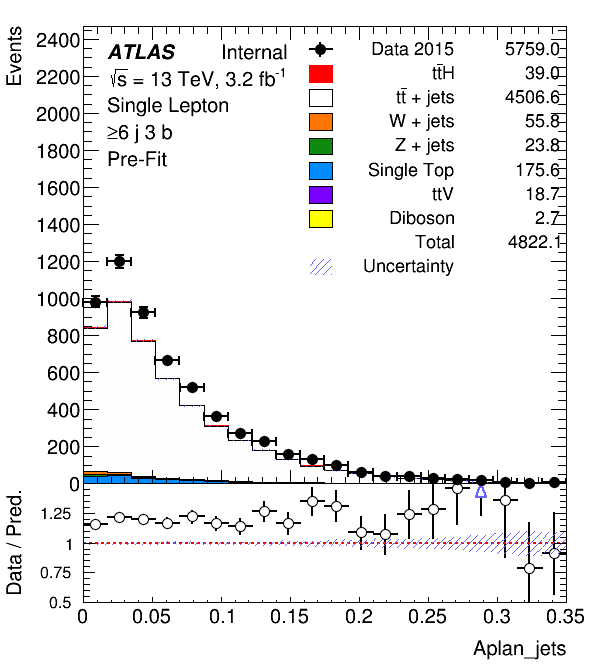 Events
2400
2200
2000
1800
1600
1400
1200
1000
800
600
400
200
0
ATLAS Internal
√s = 13 TeV, 3.2 fb⁻¹
Single Lepton
≥6 j 3 b
Pre-Fit
Data 2015 5759.0
tt̄H 39.0
tt̄ + jets 4506.6
W + jets 55.8
Z + jets 23.8
Single Top 175.6
ttV 18.7
Diboson 2.7
Total 4822.1
Uncertainty
Data / Pred.
1.25
1
0.75
0.5
0 0.05 0.1 0.15 0.2 0.25 0.3 0.35
Aplan_jets